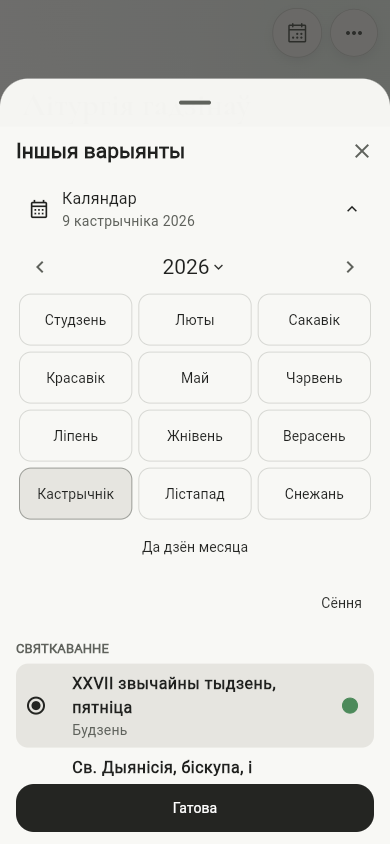 Іншыя варыянты
Каляндар
9 кастрычніка 2026
2026
Студзень
Люты
Сакавік
Красавік
Май
Чэрвень
Ліпень
Жнівень
Верасень
Кастрычнік
Лістапад
Снежань
Да дзён месяца
Сёння
СВЯТКАВАННЕ
XXVII звычайны тыдзень,
пятніца
Будзень
Св. Дыянісія, біскупа, і
Гатова